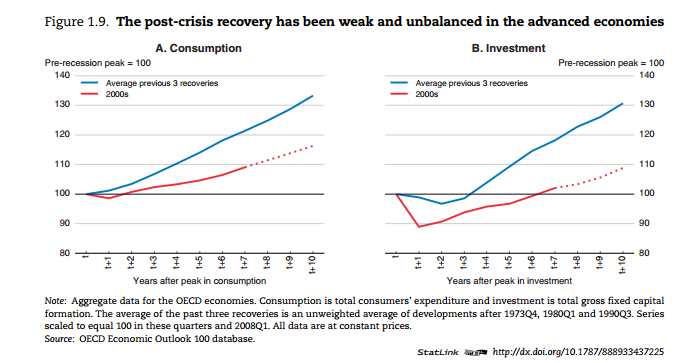 Figure 1.9. The post-crisis recovery has been weak and unbalanced in the advanced economies
A. Consumption
Pre-recession peak = 100
140
130
120
110
100
90
80
Average previous 3 recoveries
2000s
t
t+1
t+2
t+3
t+4
t+5
t+6
t+7
t+8
t+9
t+ 10
Years after peak in consumption
B. Investment
Pre-recession peak = 100
Average previous 3 recoveries
2000s
140
130
120
110
100
90
80
t
t+1
t+2
t+3
t+4
t+5
t+6
t+7
t+8
t+9
t+ 10
Years after peak in investment
Note: Aggregate data for the OECD economies. Consumption is total consumers' expenditure and investment is total gross fixed capital
formation. The average of the past three recoveries is an unweighted average of developments after 1973Q4, 1980Q1 and 1990Q3. Series
scaled to equal 100 in these quarters and 2008Q1. All data are at constant prices.
Source: OECD Economic Outlook 100 database.
StatLink http://dx.doi.org/10.1787/888933437225